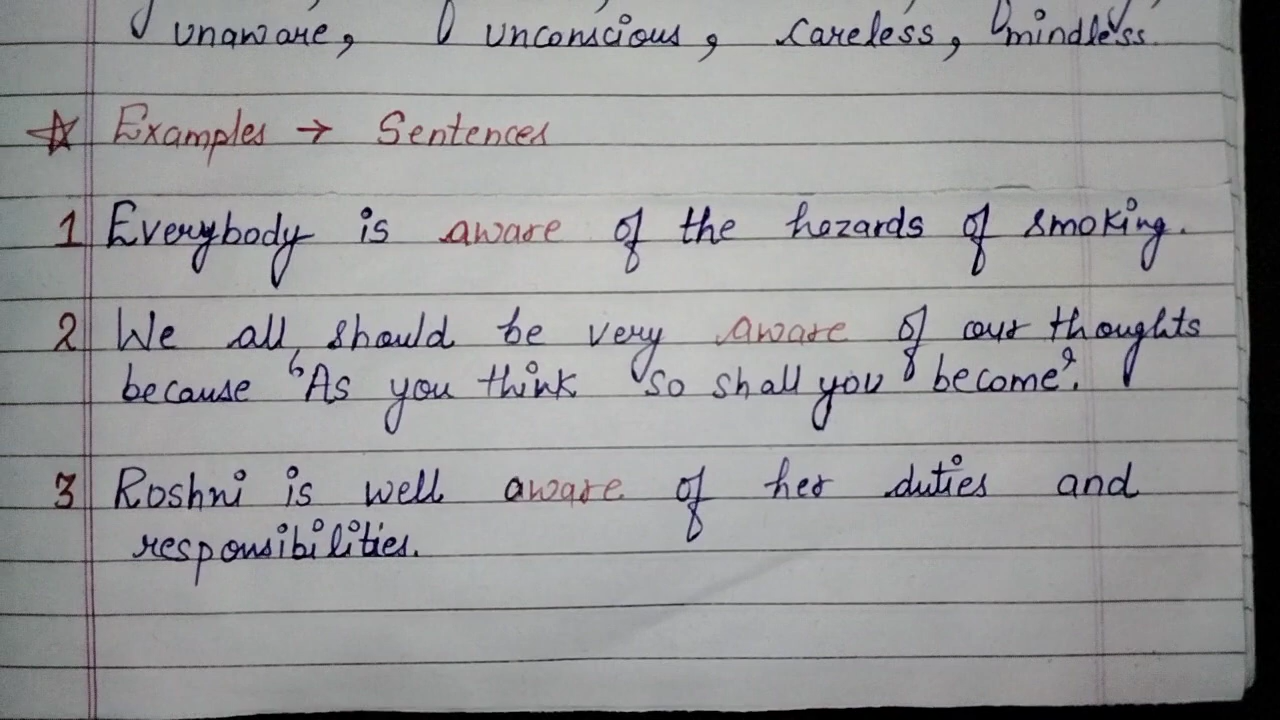 unaware, unconscious, careless, mindless.
☆ Examples → Sentences
1 Everybody is aware of the hazards of smoking.
2 We all should be very aware of our thoughts
because 'As you think so shall you become'.
3 Roshni is well aware of her duties and
responsibilities.